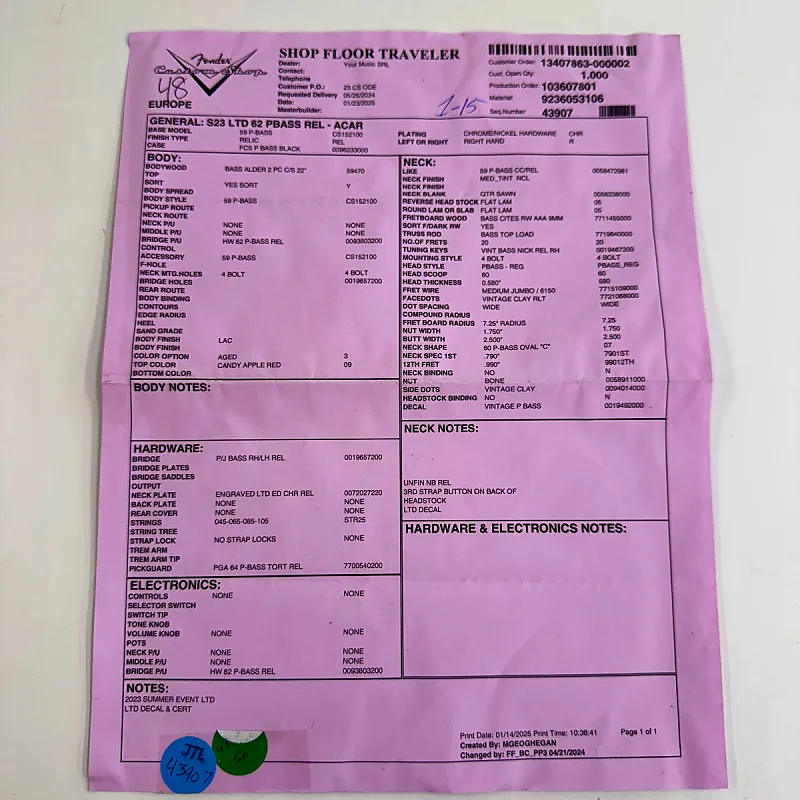 Fender
Custom Shop
48
EUROPE
SHOP FLOOR TRAVELER
Dealer: Your Music SRL
Contact:
Telephone
Customer P.O.: 23 CS ODE
Requested Delivery 05/25/2024
Date: 01/23/2025
Masterbuilder:
1-15
Customer Order: 13407863-000002
Cust. Open Qty: 1.000
Production Order: 103607801
Material: 9236053106
Seq.Number 43907
GENERAL: S23 LTD 62 PBASS REL - ACAR
BASE MODEL 59 P-BASS CS152100
FINISH TYPE RELIC REL
CASE FCS P BASS BLACK 0096233000
PLATING CHROME/NICKEL HARDWARE CHR
LEFT OR RIGHT RIGHT HAND R
BODY:
BODYWOOD BASS ALDER 2 PC C/S 22" 59470
TOP
SORT YES SORT Y
BODY SPREAD
BODY STYLE 59 P-BASS CS152100
PICKUP ROUTE
NECK ROUTE
NECK P/U NONE NONE
MIDDLE P/U NONE NONE
BRIDGE P/U HW 62 P-BASS REL 0093803200
CONTROL
ACCESSORY 59 P-BASS CS152100
F-HOLE
NECK MTG.HOLES 4 BOLT 4 BOLT
BRIDGE HOLES 0019657200
REAR ROUTE
BODY BINDING
CONTOURS
EDGE RADIUS
HEEL
SAND GRADE
BODY FINISH LAC
BODY FINISH
COLOR OPTION AGED 3
TOP COLOR CANDY APPLE RED 09
BOTTOM COLOR
BODY NOTES:
HARDWARE:
BRIDGE P/J BASS RH/LH REL 0019657200
BRIDGE PLATES
BRIDGE SADDLES
OUTPUT
NECK PLATE ENGRAVED LTD ED CHR REL 0072027220
BACK PLATE NONE NONE
REAR COVER NONE NONE
STRINGS 045-065-085-105 STR25
STRING TREE
STRAP LOCK NO STRAP LOCKS NONE
TREM ARM
TREM ARM TIP
PICKGUARD PGA 64 P-BASS TORT REL 7700540200
ELECTRONICS:
CONTROLS NONE NONE
SELECTOR SWITCH
SWITCH TIP
TONE KNOB
VOLUME KNOB NONE NONE
POTS
NECK P/U NONE NONE
MIDDLE P/U NONE NONE
BRIDGE P/U HW 62 P-BASS REL 0093803200
NECK:
LIKE 59 P-BASS CC/REL 0058472981
NECK FINISH MED_TINT NCL
NECK FINISH
NECK BLANK QTR SAWN 0058238000
REVERSE HEAD STOCK FLAT LAM 05
ROUND LAM OR SLAB FLAT LAM 05
FRETBOARD WOOD BASS CITES RW AAA 9MM 7711455000
SORT F/DARK RW YES
TRUSS ROD BASS TOP LOAD 7719640000
NO.OF FRETS 20 20
TUNING KEYS VINT BASS NICK REL RH 0019467200
MOUNTING STYLE 4 BOLT 4 BOLT
HEAD STYLE PBASS - REG PBASS_REG
HEAD SCOOP 60 60
HEAD THICKNESS 0.580" 580
FRET WIRE MEDIUM JUMBO / 6150 7715109000
FACEDOTS VINTAGE CLAY RLT 7721068000
DOT SPACING WIDE WIDE
COMPOUND RADIUS
FRET BOARD RADIUS 7.25" RADIUS 7.25
NUT WIDTH 1.750" 1.750
BUTT WIDTH 2.500" 2.500
NECK SHAPE 60 P-BASS OVAL "C" 07
NECK SPEC 1ST .790" 7901ST
12TH FRET .990" 99012TH
NECK BINDING NO N
NUT BONE 0058911000
SIDE DOTS VINTAGE CLAY 0094014000
HEADSTOCK BINDING NO N
DECAL VINTAGE P BASS 0019492000
NECK NOTES:
UNFIN NB REL
3RD STRAP BUTTON ON BACK OF
HEADSTOCK
LTD DECAL
HARDWARE & ELECTRONICS NOTES:
NOTES:
2023 SUMMER EVENT LTD
LTD DECAL & CERT
Print Date: 01/14/2025 Print Time: 10:36:41 Page 1 of 1
Created By: MGEOGHEGAN
Changed by: FF_BC_PP3 04/21/2024
JTL
43907